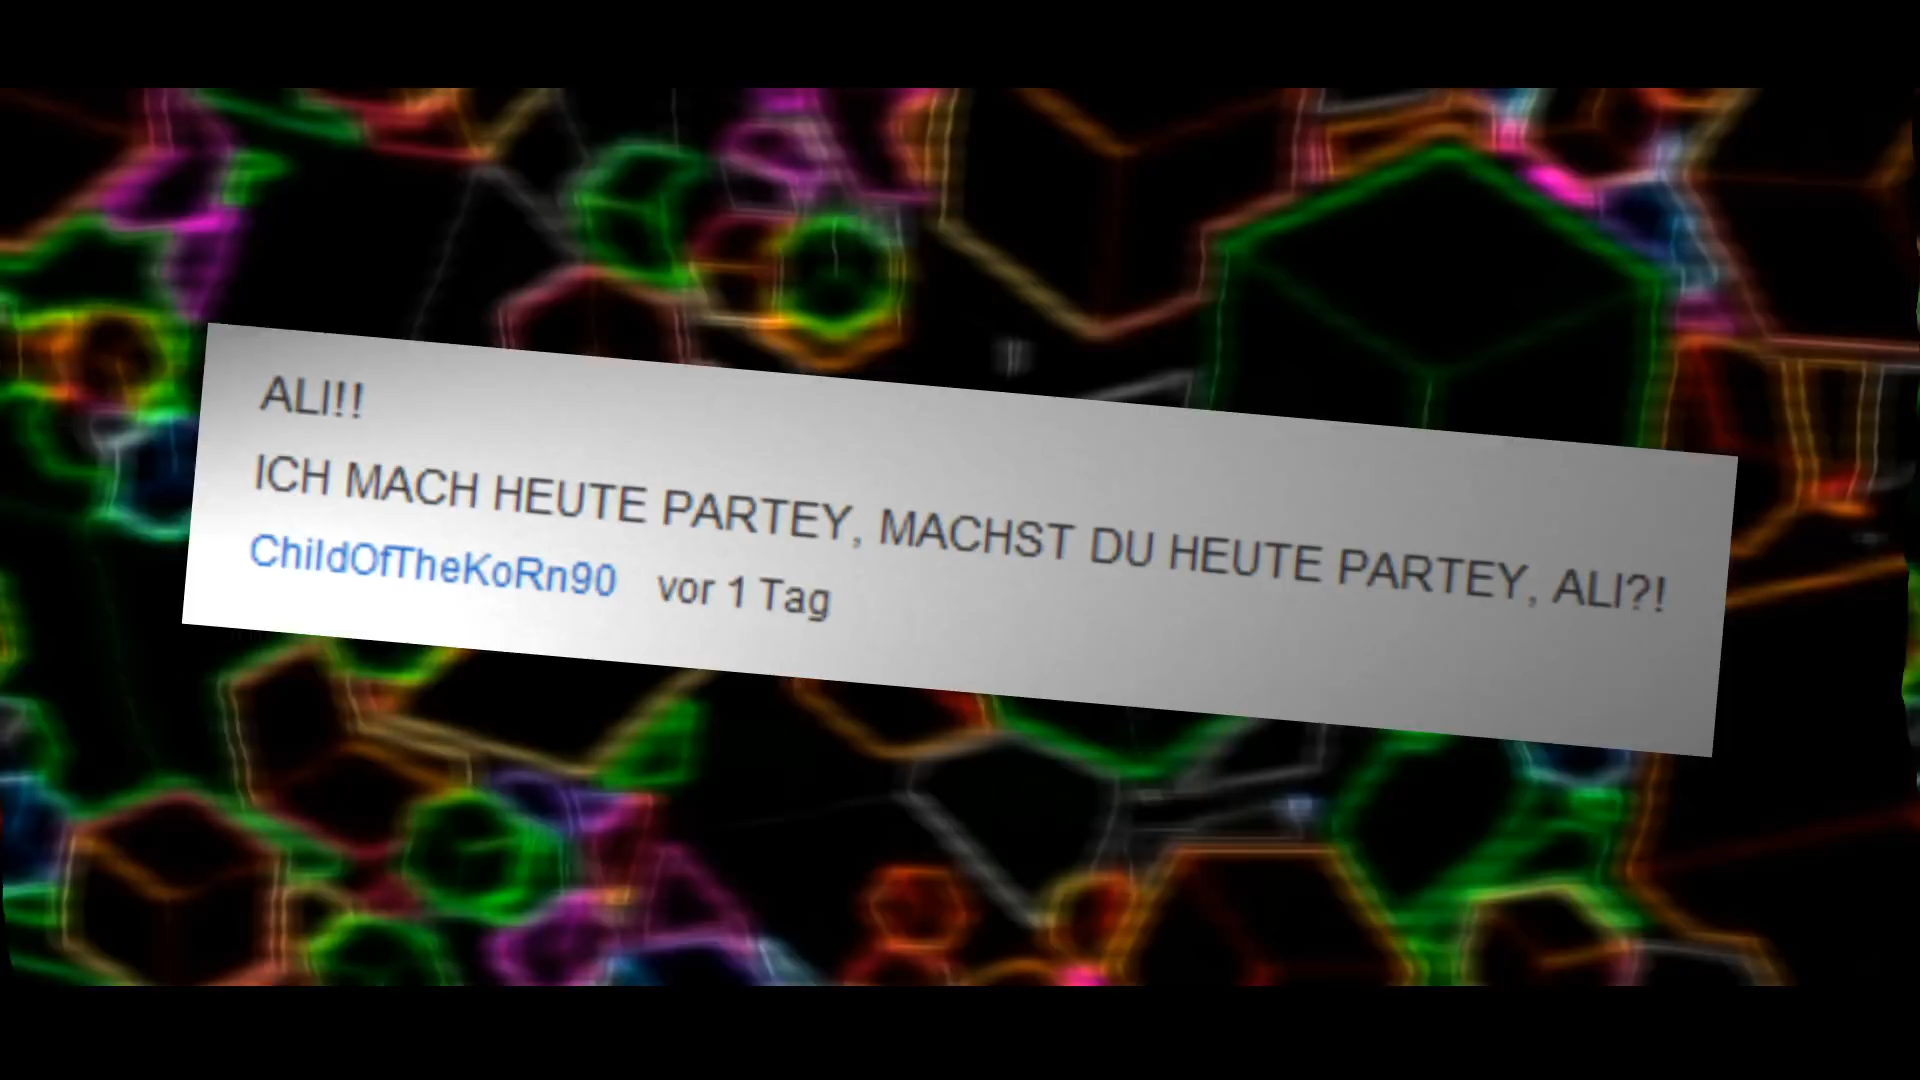 ALI!!
ICH MACH HEUTE PARTEY, MACHST DU HEUTE PARTEY, ALI?!
ChildOfTheKoRn90 vor 1 Tag